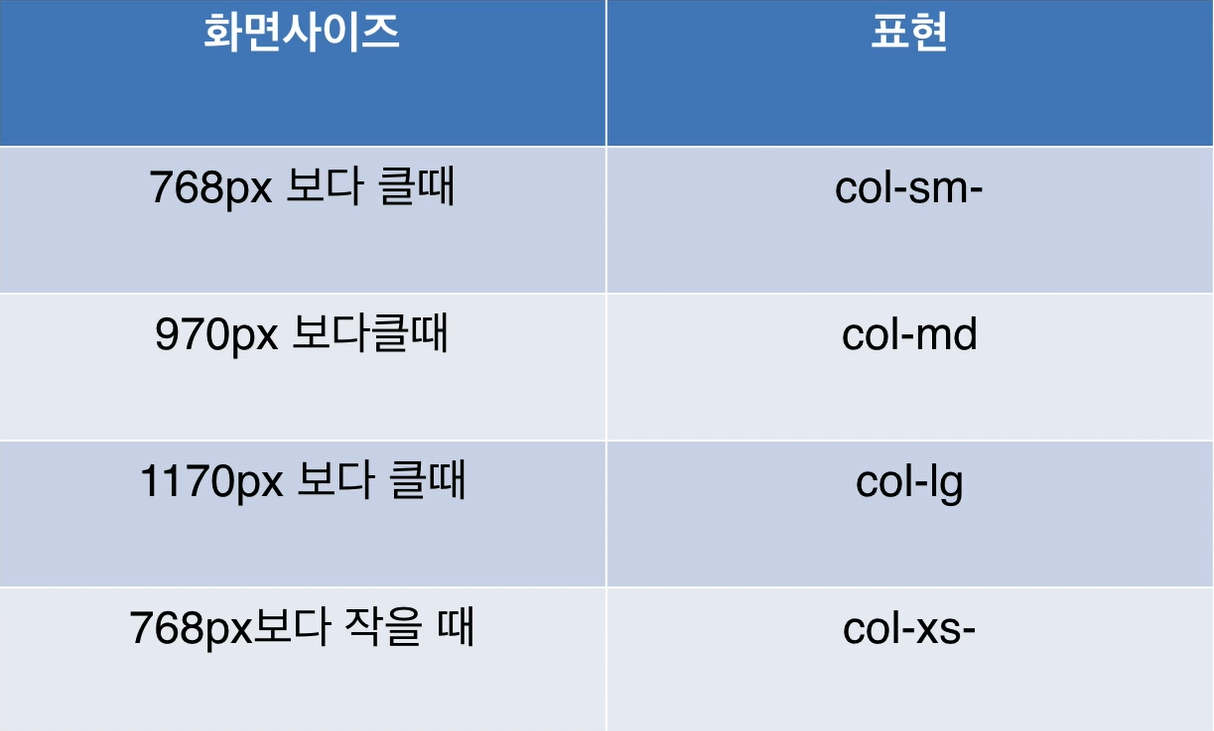 화면사이즈 표현
768px 보다 클때 col-sm-
970px 보다클때 col-md
1170px 보다 클때 col-lg
768px보다 작을 때 col-xs-